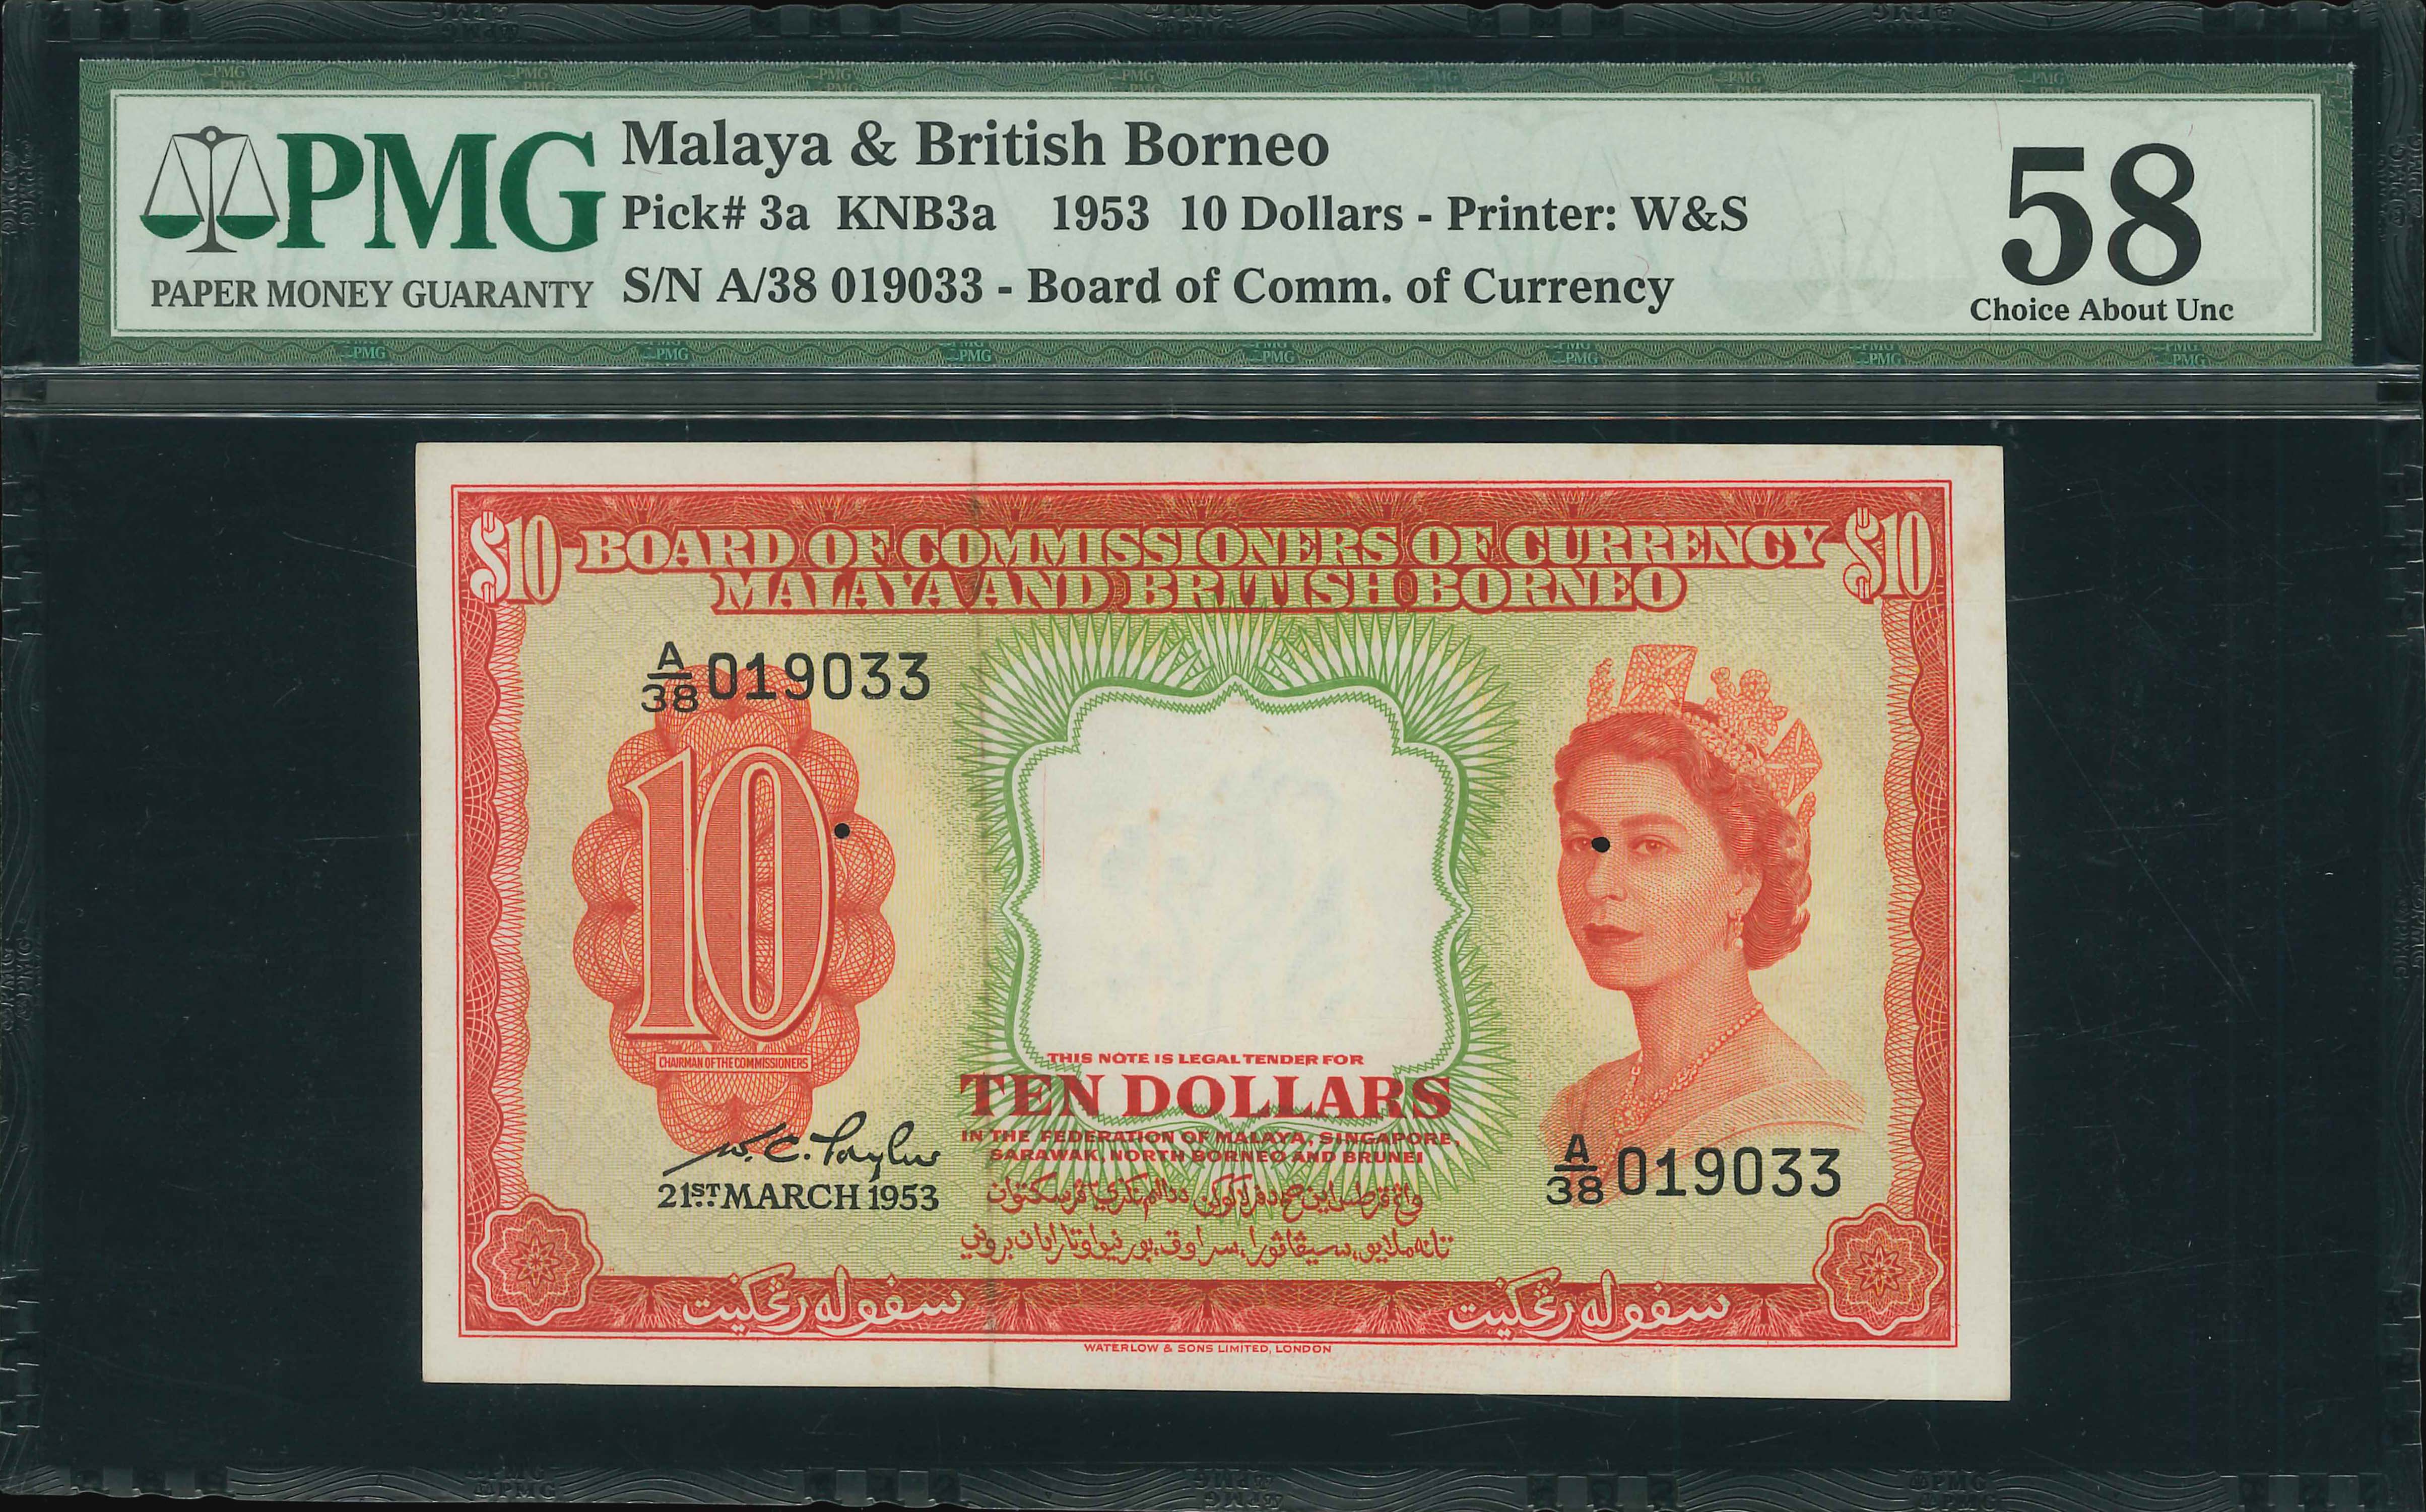 PMG
PAPER MONEY GUARANTY
Malaya & British Borneo
Pick# 3a KNB3a 1953 10 Dollars - Printer: W&S
S/N A/38 019033 - Board of Comm. of Currency
58
Choice About Unc
$10 BOARD OF COMMISSIONERS OF CURRENCY $10
MALAYA AND BRITISH BORNEO
A/38 019033
10
CHAIRMAN OF THE COMMISSIONERS
W. C. Taylor
21ST MARCH 1953
THIS NOTE IS LEGAL TENDER FOR
TEN DOLLARS
IN THE FEDERATION OF MALAYA, SINGAPORE,
SARAWAK, NORTH BORNEO AND BRUNEI
A/38 019033
سفوله رڠݢيت
سفوله رڠݢيت
WATERLOW & SONS LIMITED, LONDON